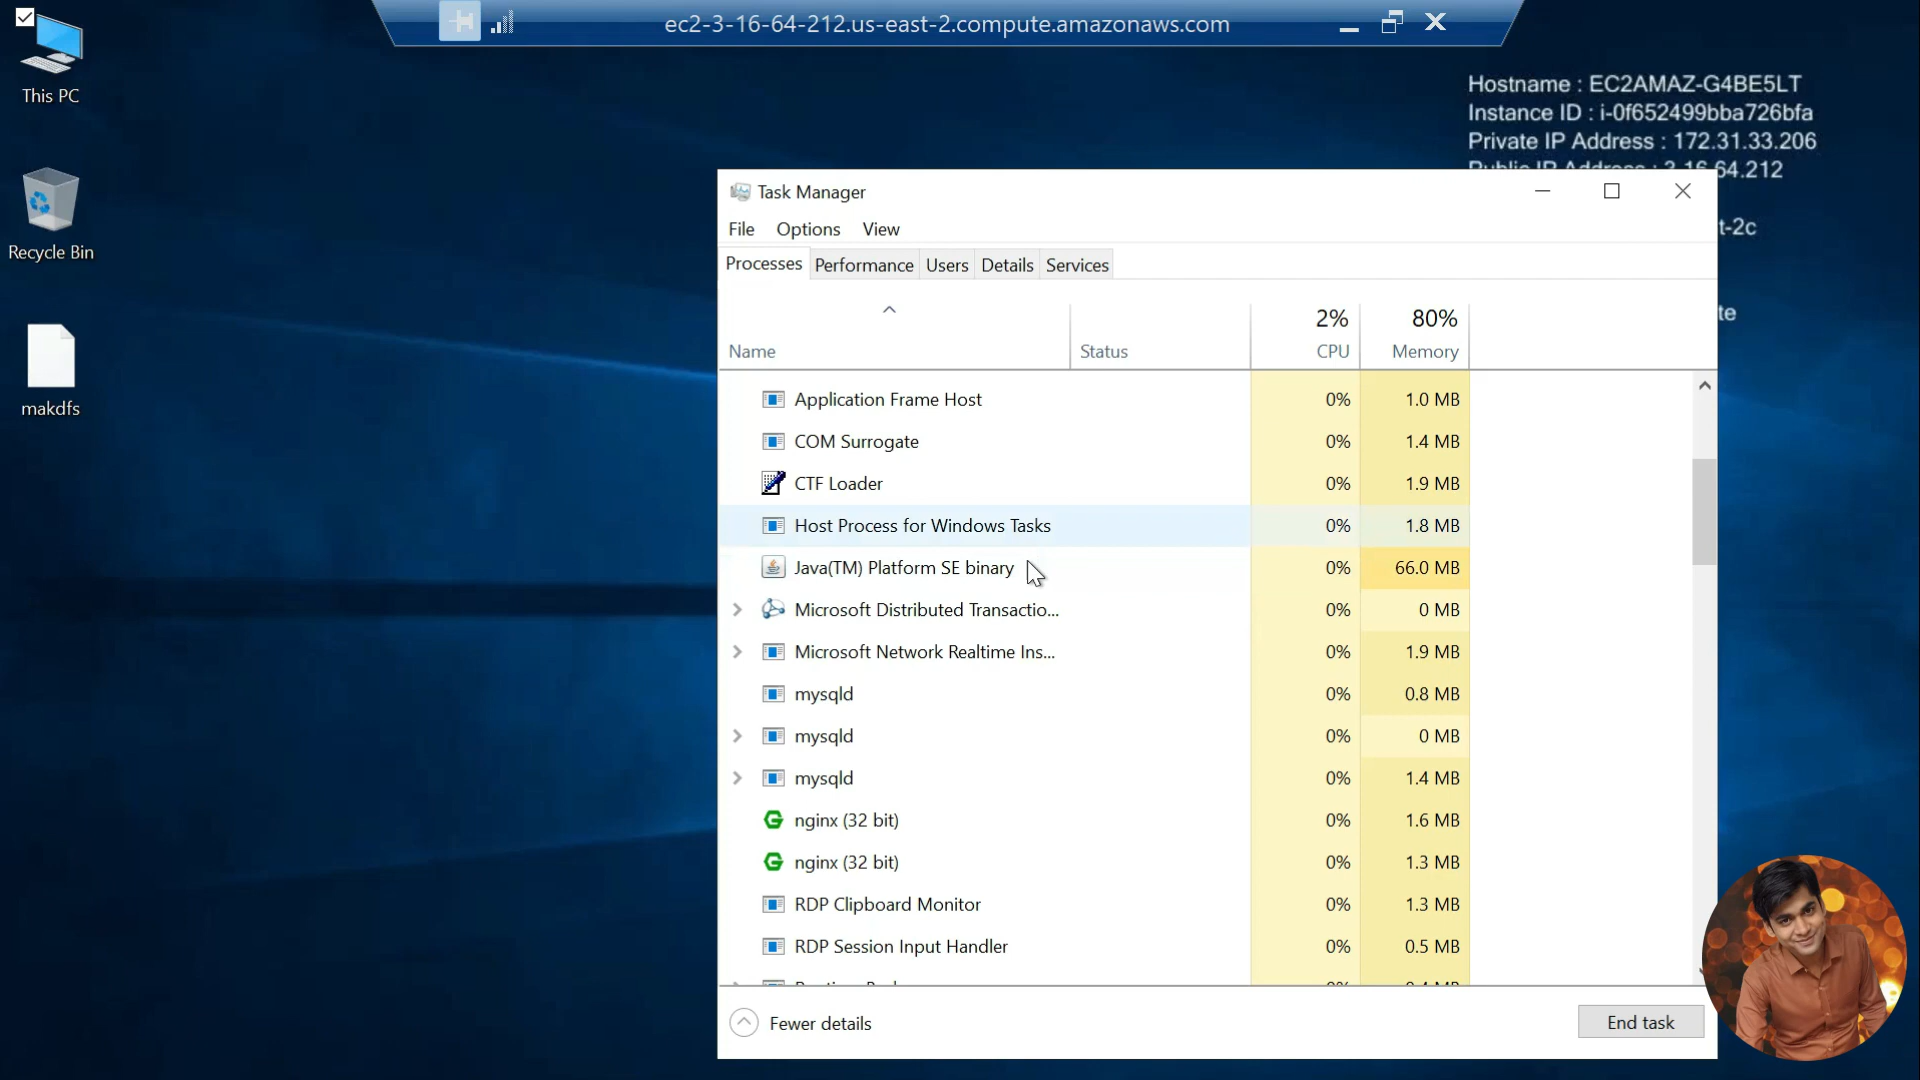 ec2-3-16-64-212.us-east-2.compute.amazonaws.com
This PC
Recycle Bin
makdfs
Hostname : EC2AMAZ-G4BE5LT
Instance ID : i-0f652499bba726bfa
Private IP Address : 172.31.33.206
Public IP Address : 3.16.64.212
t-2c
te
Task Manager
File Options View
Processes Performance Users Details Services
2% 80%
Name Status CPU Memory
Application Frame Host 0% 1.0 MB
COM Surrogate 0% 1.4 MB
CTF Loader 0% 1.9 MB
Host Process for Windows Tasks 0% 1.8 MB
Java(TM) Platform SE binary 0% 66.0 MB
Microsoft Distributed Transactio... 0% 0 MB
Microsoft Network Realtime Ins... 0% 1.9 MB
mysqld 0% 0.8 MB
mysqld 0% 0 MB
mysqld 0% 1.4 MB
nginx (32 bit) 0% 1.6 MB
nginx (32 bit) 0% 1.3 MB
RDP Clipboard Monitor 0% 1.3 MB
RDP Session Input Handler 0% 0.5 MB
Fewer details End task